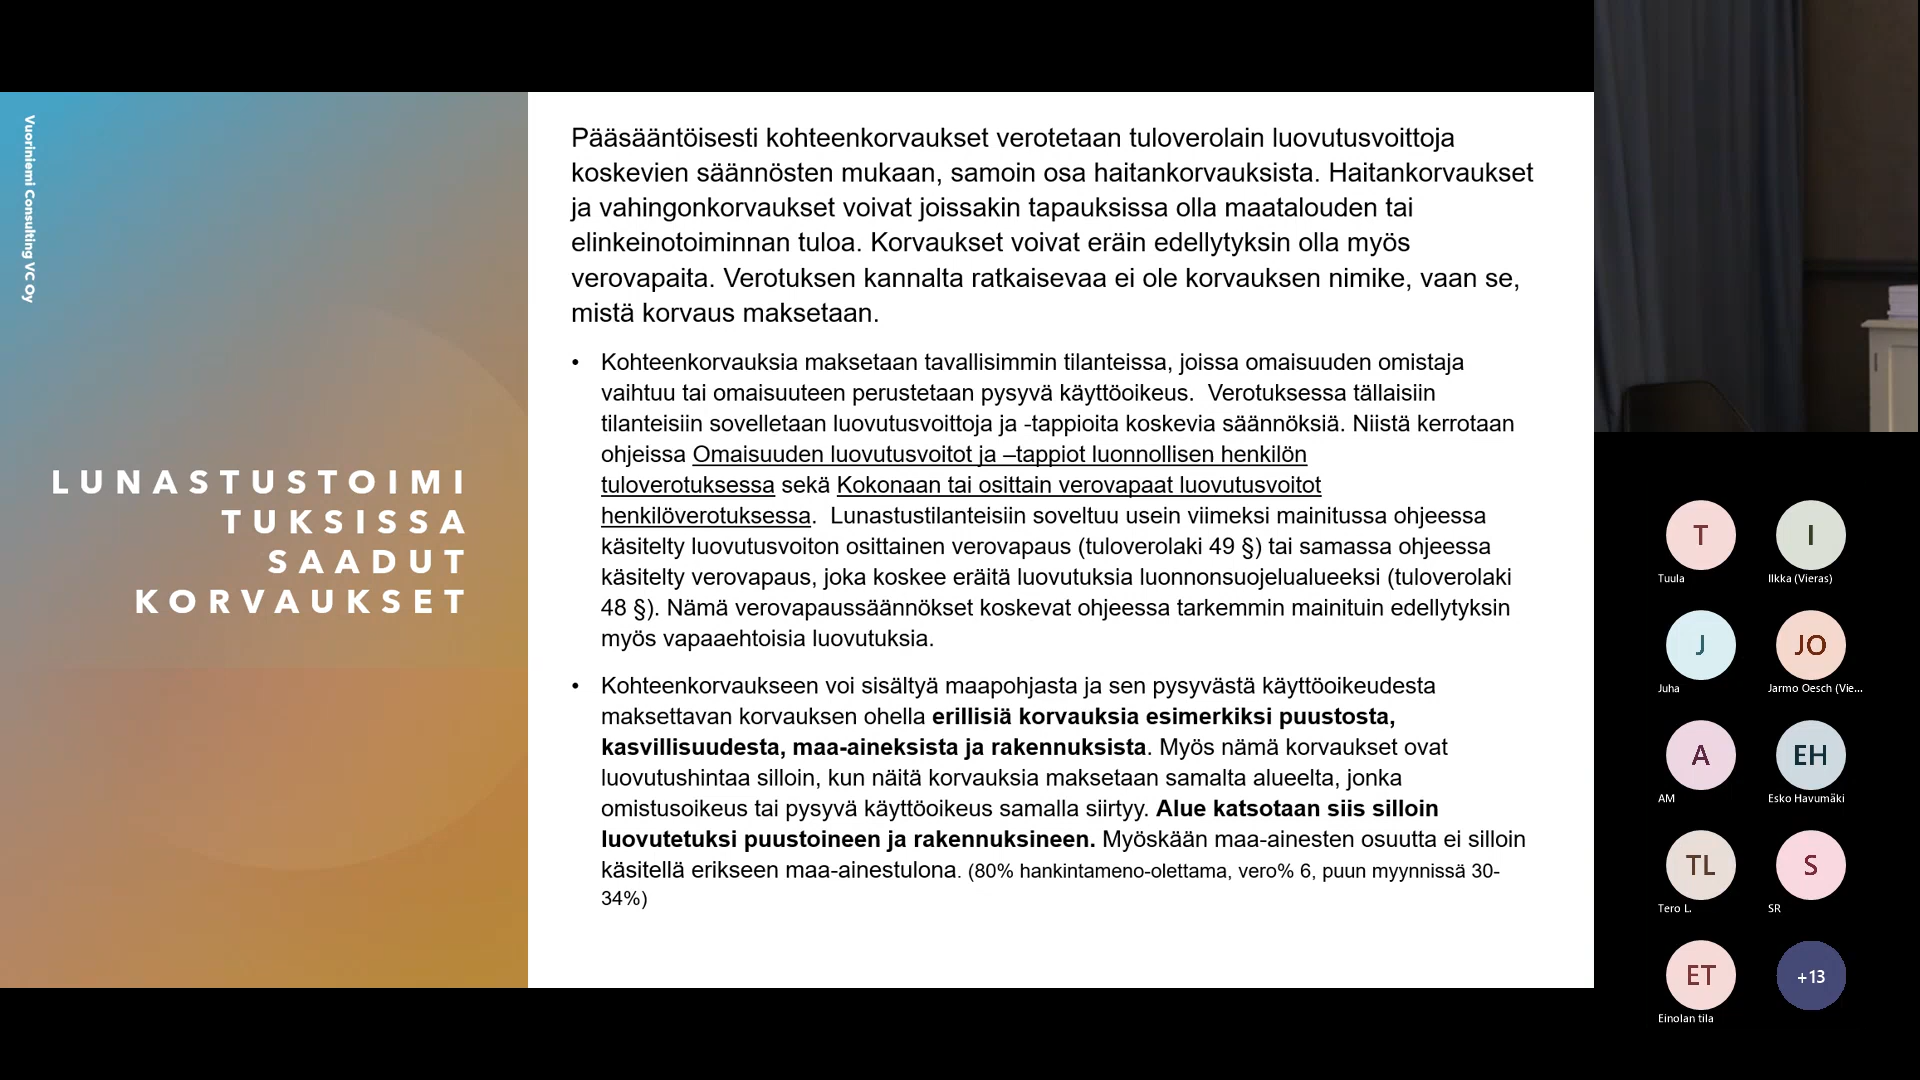 Vuoriniemi Consulting VC Oy
LUNASTUSTOIMI
TUKSISSA
SAADUT
KORVAUKSET
Pääsääntöisesti kohteenkorvaukset verotetaan tuloverolain luovutusvoittoja
koskevien säännösten mukaan, samoin osa haitankorvauksista. Haitankorvaukset
ja vahingonkorvaukset voivat joissakin tapauksissa olla maatalouden tai
elinkeinotoiminnan tuloa. Korvaukset voivat eräin edellytyksin olla myös
verovapaita. Verotuksen kannalta ratkaisevaa ei ole korvauksen nimike, vaan se,
mistä korvaus maksetaan.
• Kohteenkorvauksia maksetaan tavallisimmin tilanteissa, joissa omaisuuden omistaja
vaihtuu tai omaisuuteen perustetaan pysyvä käyttöoikeus. Verotuksessa tällaisiin
tilanteisiin sovelletaan luovutusvoittoja ja -tappioita koskevia säännöksiä. Niistä kerrotaan
ohjeissa Omaisuuden luovutusvoitot ja –tappiot luonnollisen henkilön
tuloverotuksessa sekä Kokonaan tai osittain verovapaat luovutusvoitot
henkilöverotuksessa. Lunastustilanteisiin soveltuu usein viimeksi mainitussa ohjeessa
käsitelty luovutusvoiton osittainen verovapaus (tuloverolaki 49 §) tai samassa ohjeessa
käsitelty verovapaus, joka koskee eräitä luovutuksia luonnonsuojelualueeksi (tuloverolaki
48 §). Nämä verovapaussäännökset koskevat ohjeessa tarkemmin mainituin edellytyksin
myös vapaaehtoisia luovutuksia.
• Kohteenkorvaukseen voi sisältyä maapohjasta ja sen pysyvästä käyttöoikeudesta
maksettavan korvauksen ohella erillisiä korvauksia esimerkiksi puustosta,
kasvillisuudesta, maa-aineksista ja rakennuksista. Myös nämä korvaukset ovat
luovutushintaa silloin, kun näitä korvauksia maksetaan samalta alueelta, jonka
omistusoikeus tai pysyvä käyttöoikeus samalla siirtyy. Alue katsotaan siis silloin
luovutetuksi puustoineen ja rakennuksineen. Myöskään maa-ainesten osuutta ei silloin
käsitellä erikseen maa-ainestulona. (80% hankintameno-olettama, vero% 6, puun myynnissä 30-
34%)
T
I
Tuula
Ilkka (Vieras)
J
JO
Juha
Jarmo Oesch (Vie...
A
EH
AM
Esko Havumäki
TL
S
Tero L.
SR
ET
+13
Einolan tila